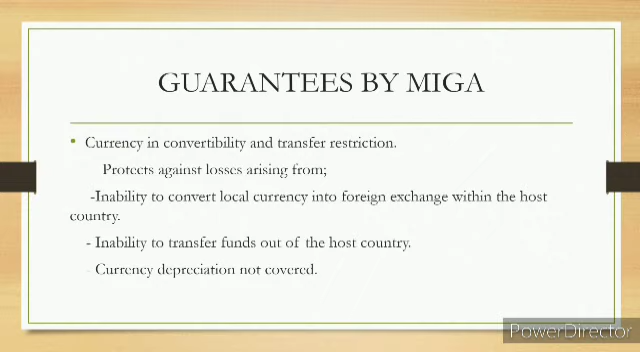 GUARANTEES BY MIGA
• Currency in convertibility and transfer restriction.
Protects against losses arising from;
-Inability to convert local currency into foreign exchange within the host
country.
- Inability to transfer funds out of the host country.
- Currency depreciation not covered.
PowerDirector